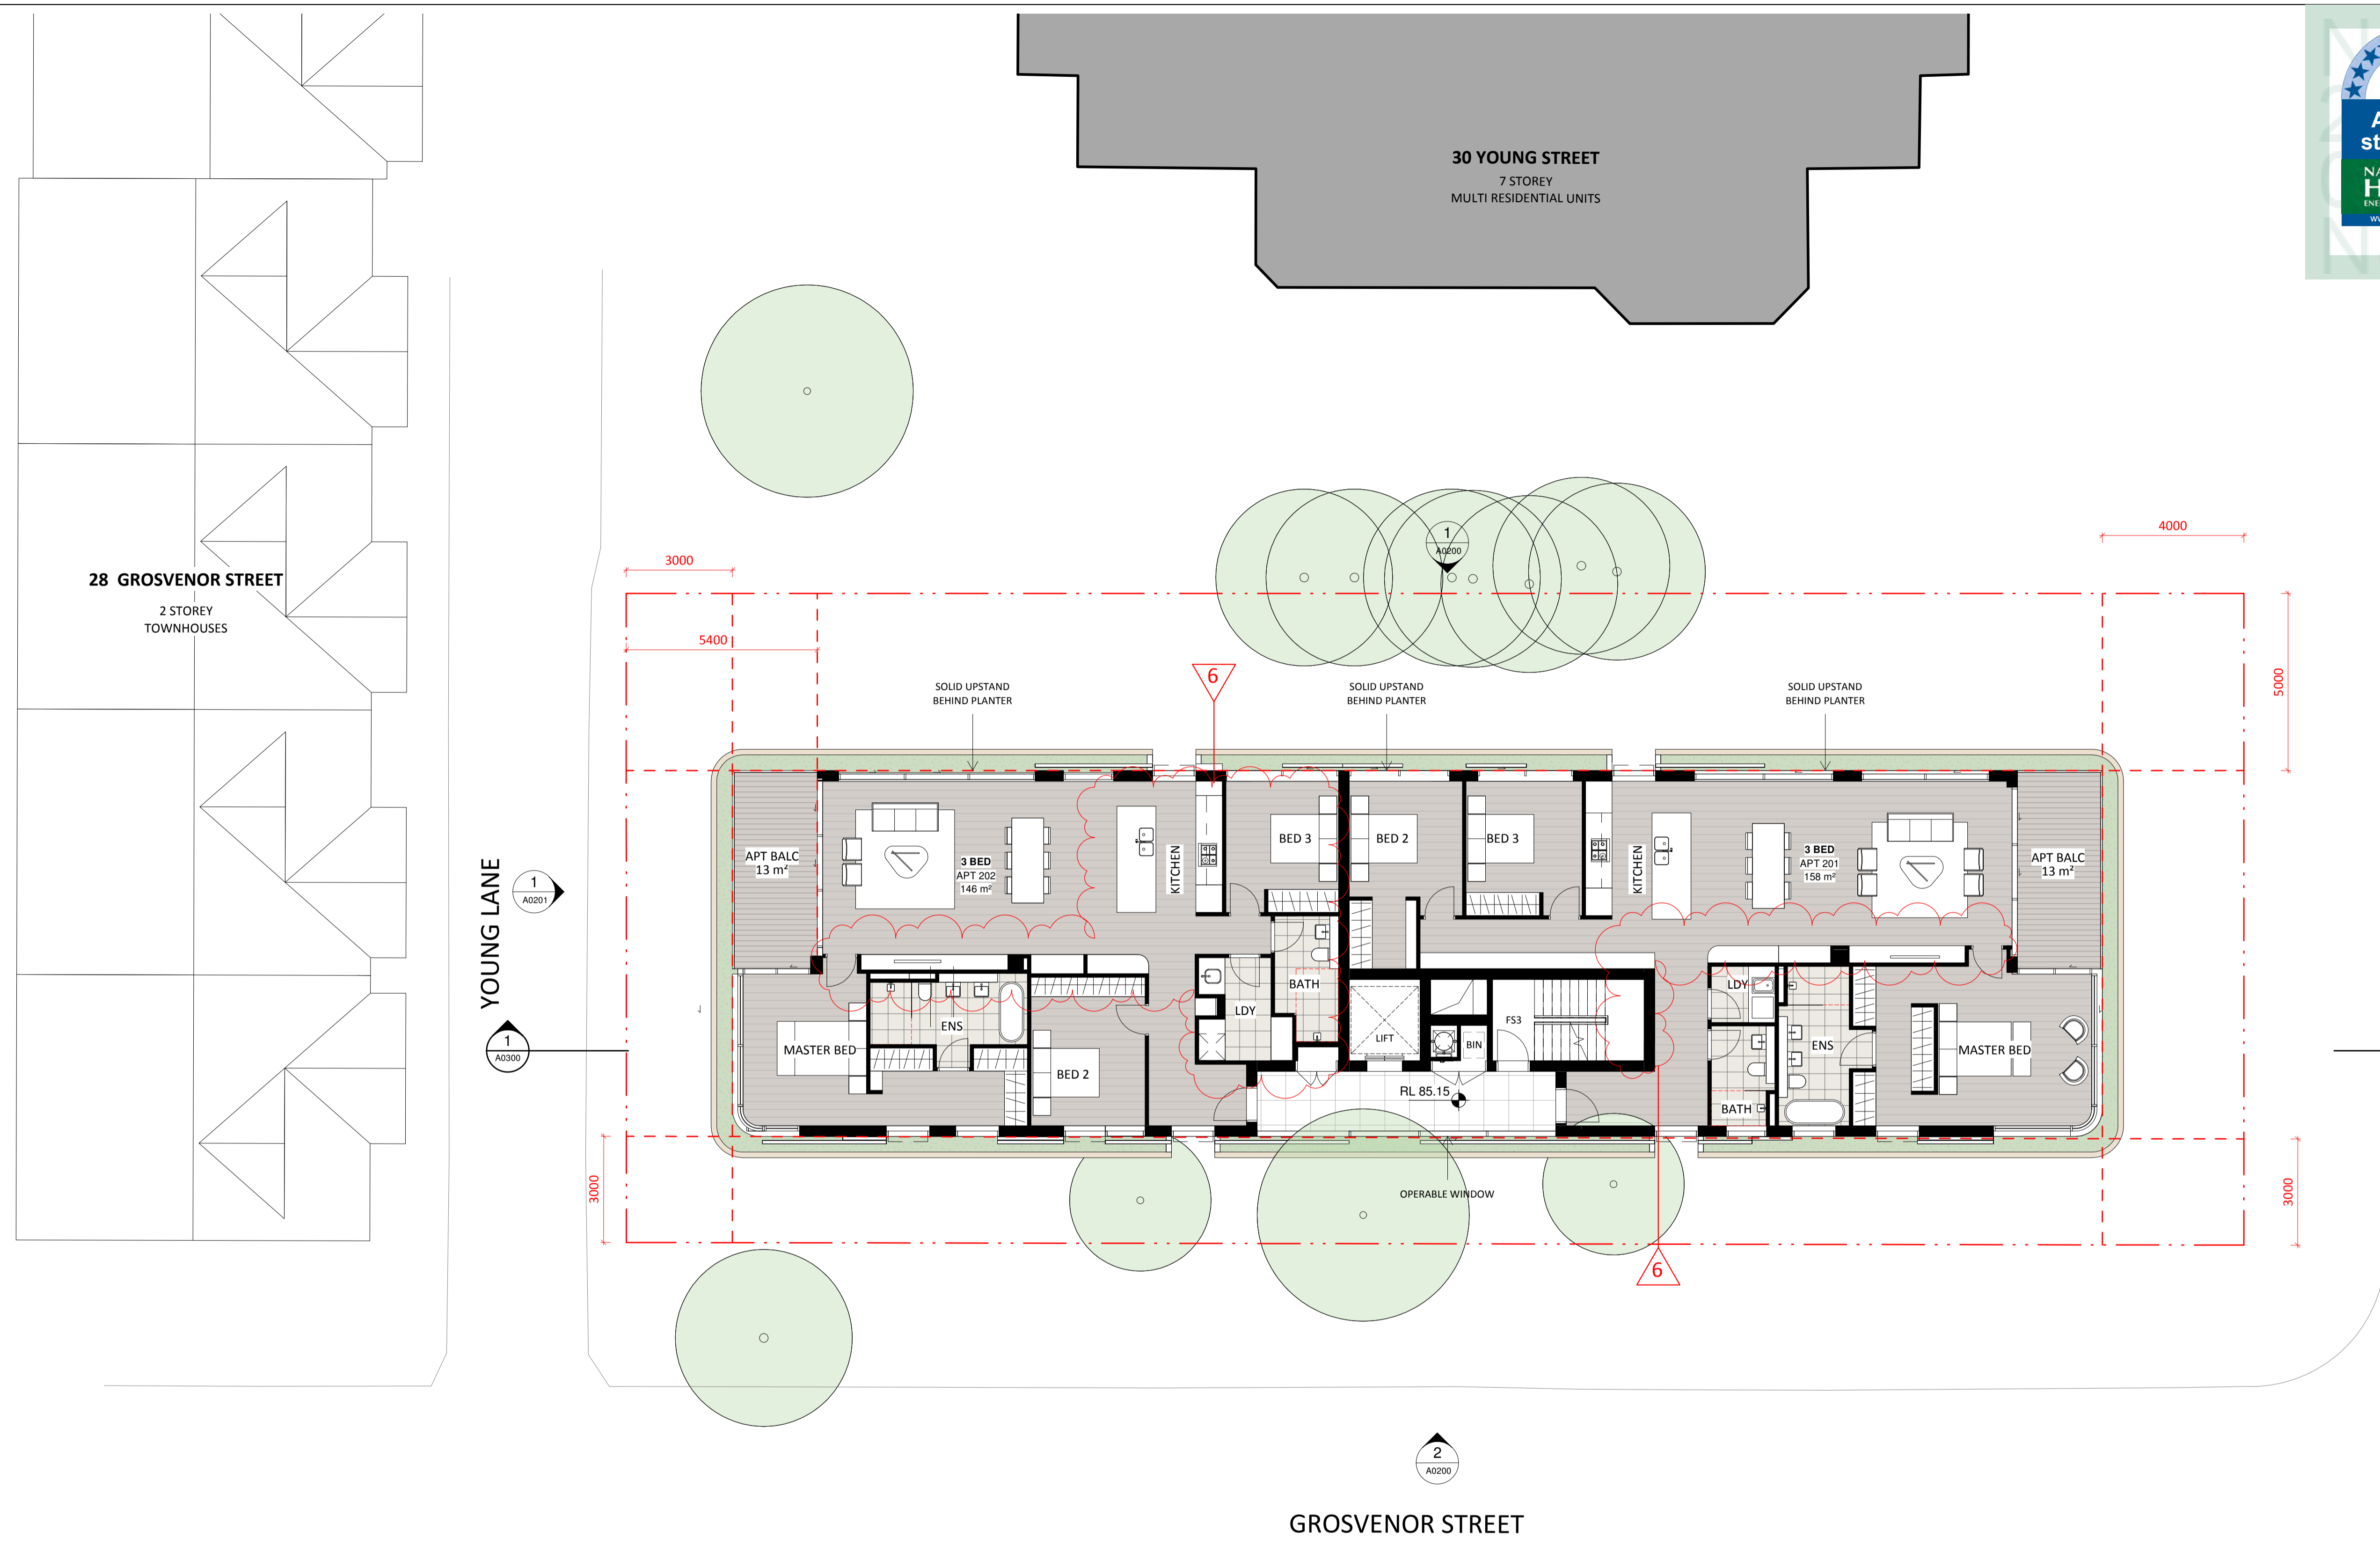 30 YOUNG STREET
7 STOREY
MULTI RESIDENTIAL UNITS
28 GROSVENOR STREET
2 STOREY
TOWNHOUSES
YOUNG LANE
1
A0201
1
A0300
1
A0200
3000
5400
4000
5000
3000
3000
6
6
SOLID UPSTAND
BEHIND PLANTER
SOLID UPSTAND
BEHIND PLANTER
SOLID UPSTAND
BEHIND PLANTER
APT BALC
13 m²
3 BED
APT 202
146 m²
KITCHEN
BED 3
BED 2
BED 3
KITCHEN
3 BED
APT 201
158 m²
APT BALC
13 m²
MASTER BED
ENS
BED 2
LDY
BATH
LIFT
BIN
FS3
RL 85.15
LDY
BATH
ENS
MASTER BED
OPERABLE WINDOW
2
A0200
GROSVENOR STREET